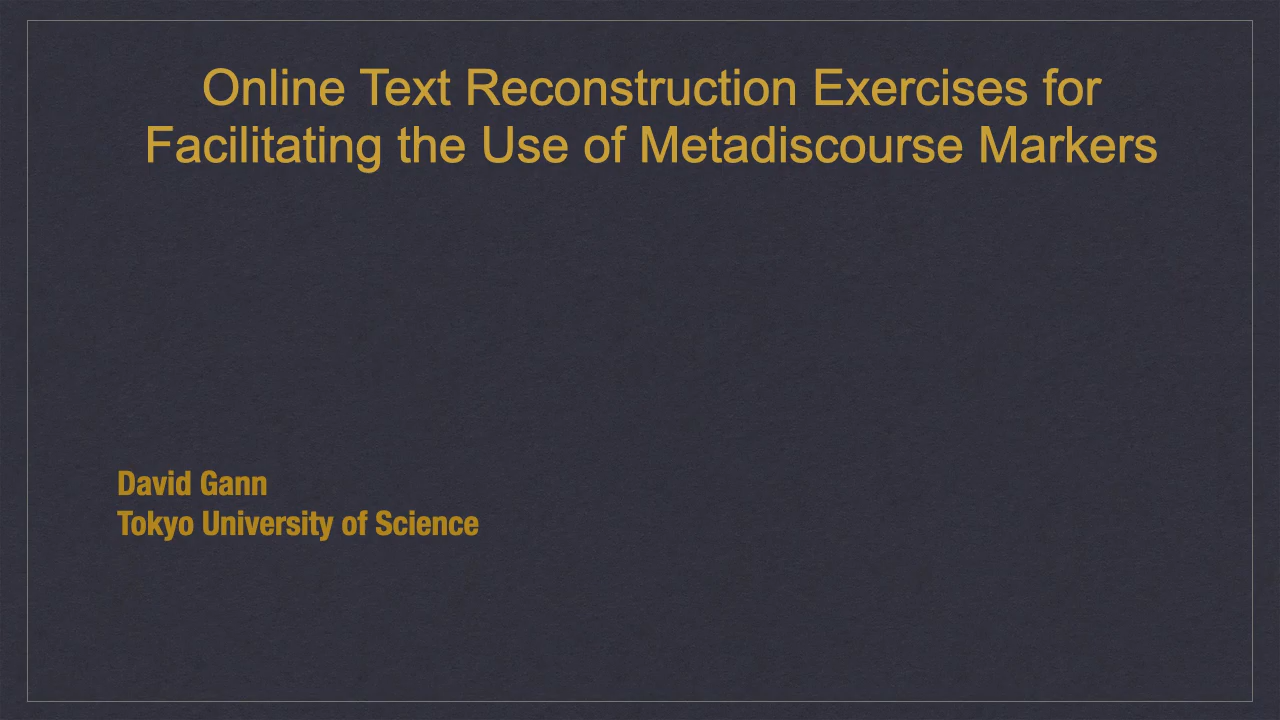 Online Text Reconstruction Exercises for
Facilitating the Use of Metadiscourse Markers
David Gann
Tokyo University of Science